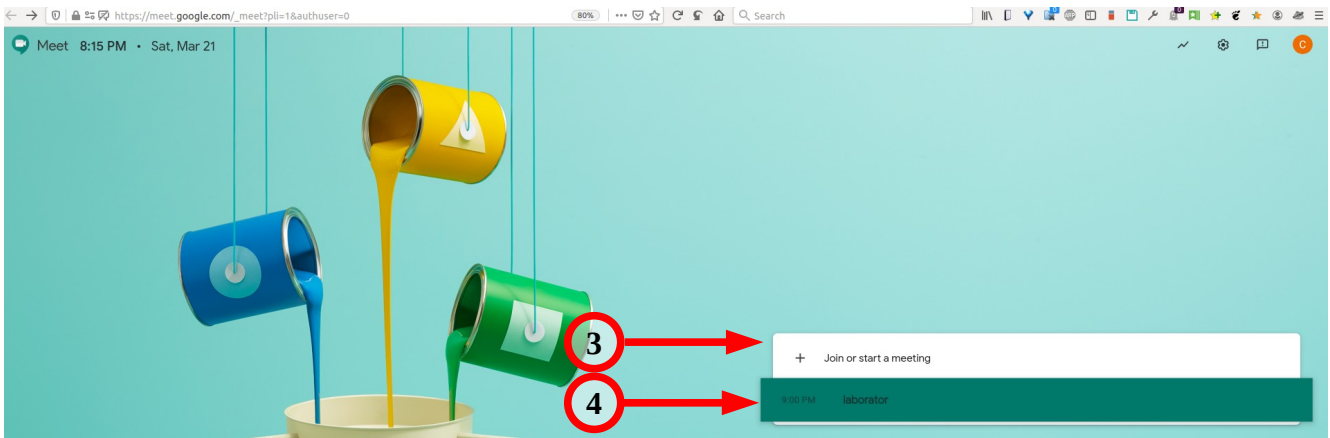 https://meet.google.com/_meet?pli=1&authuser=0 80% Search
Meet 8:15 PM • Sat, Mar 21
C
3
+ Join or start a meeting
4
9:00 PM laborator